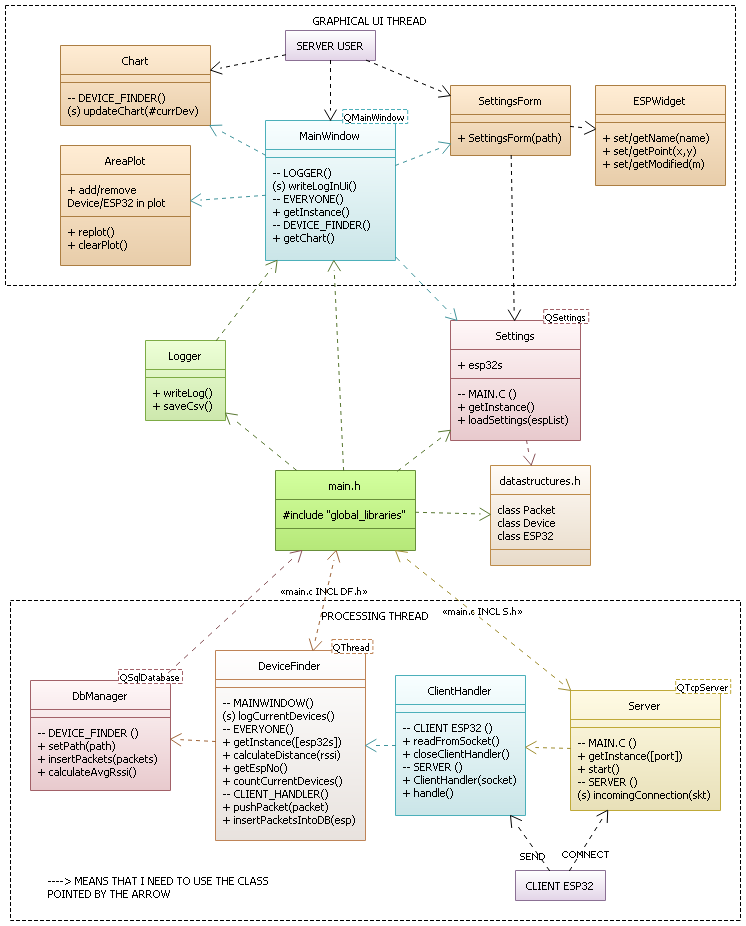 GRAPHICAL UI THREAD
SERVER USER
Chart
-- DEVICE_FINDER()
(s) updateChart(#currDev)
SettingsForm
+ SettingsForm(path)
ESPWidget
+ set/getName(name)
+ set/getPoint(x,y)
+ set/getModified(m)
QMainWindow
MainWindow
-- LOGGER()
(s) writeLogInUi()
-- EVERYONE()
+ getInstance()
-- DEVICE_FINDER()
+ getChart()
AreaPlot
+ add/remove
Device/ESP32 in plot
+ replot()
+ clearPlot()
QSettings
Settings
+ esp32s
-- MAIN.C ()
+ getInstance()
+ loadSettings(espList)
Logger
+ writeLog()
+ saveCsv()
main.h
#include "global_libraries"
datastructures.h
class Packet
class Device
class ESP32
«main.c INCL DF.h»
«main.c INCL S.h»
PROCESSING THREAD
QSqlDatabase
DbManager
-- DEVICE_FINDER ()
+ setPath(path)
+ insertPackets(packets)
+ calculateAvgRssi()
QThread
DeviceFinder
-- MAINWINDOW()
(s) logCurrentDevices()
-- EVERYONE()
+ getInstance([esp32s])
+ calculateDistance(rssi)
+ getEspNo()
+ countCurrentDevices()
-- CLIENT_HANDLER()
+ pushPacket(packet)
+ insertPacketsIntoDB(esp)
ClientHandler
-- CLIENT ESP32 ()
+ readFromSocket()
+ closeClientHandler()
-- SERVER ()
+ ClientHandler(socket)
+ handle()
QTcpServer
Server
-- MAIN.C ()
+ getInstance([port])
+ start()
-- SERVER ()
(s) incomingConnection(skt)
SEND
COMNECT
CLIENT ESP32
----> MEANS THAT I NEED TO USE THE CLASS
POINTED BY THE ARROW